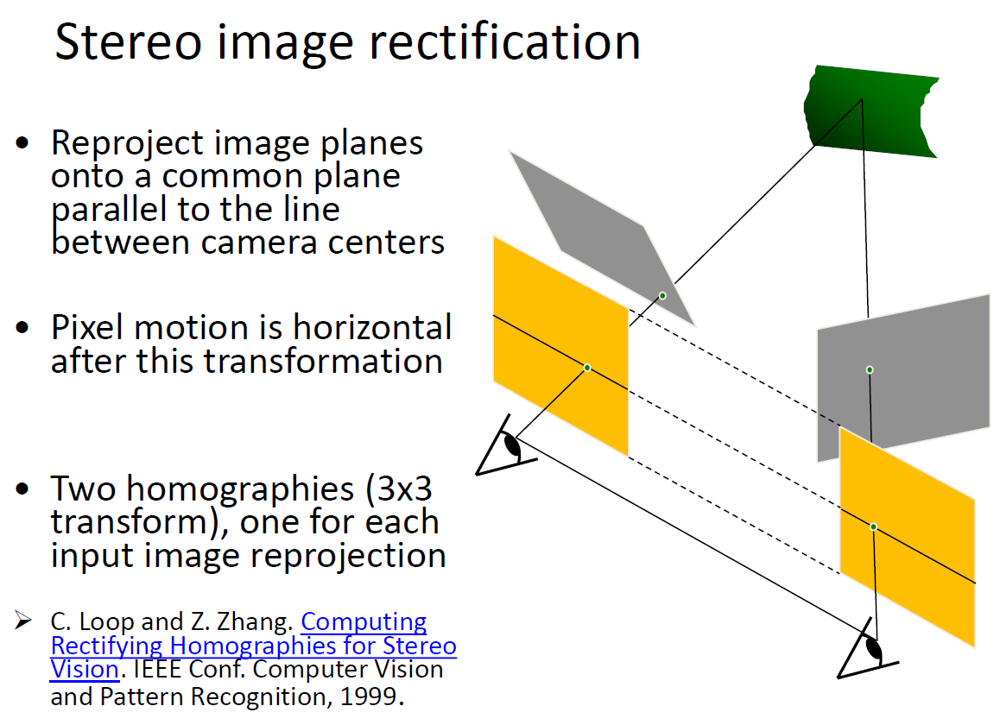 Stereo image rectification
• Reproject image planes
onto a common plane
parallel to the line
between camera centers
• Pixel motion is horizontal
after this transformation
• Two homographies (3x3
transform), one for each
input image reprojection
➢ C. Loop and Z. Zhang. Computing
Rectifying Homographies for Stereo
Vision. IEEE Conf. Computer Vision
and Pattern Recognition, 1999.